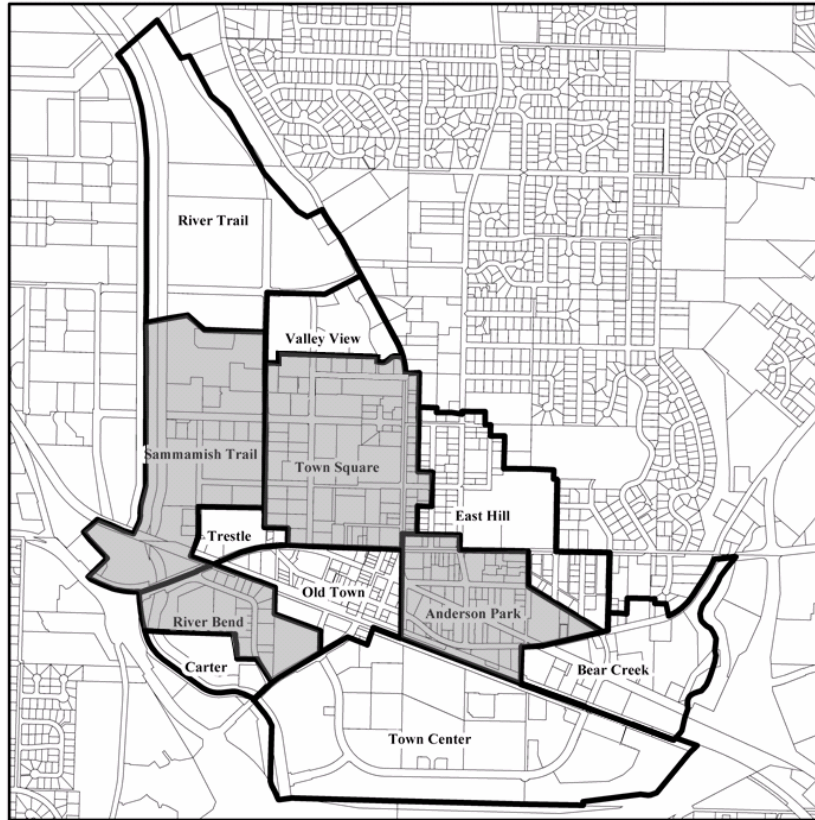 River Trail
Valley View
Sammamish Trail
Town Square
East Hill
Trestle
Old Town
Anderson Park
River Bend
Carter
Bear Creek
Town Center